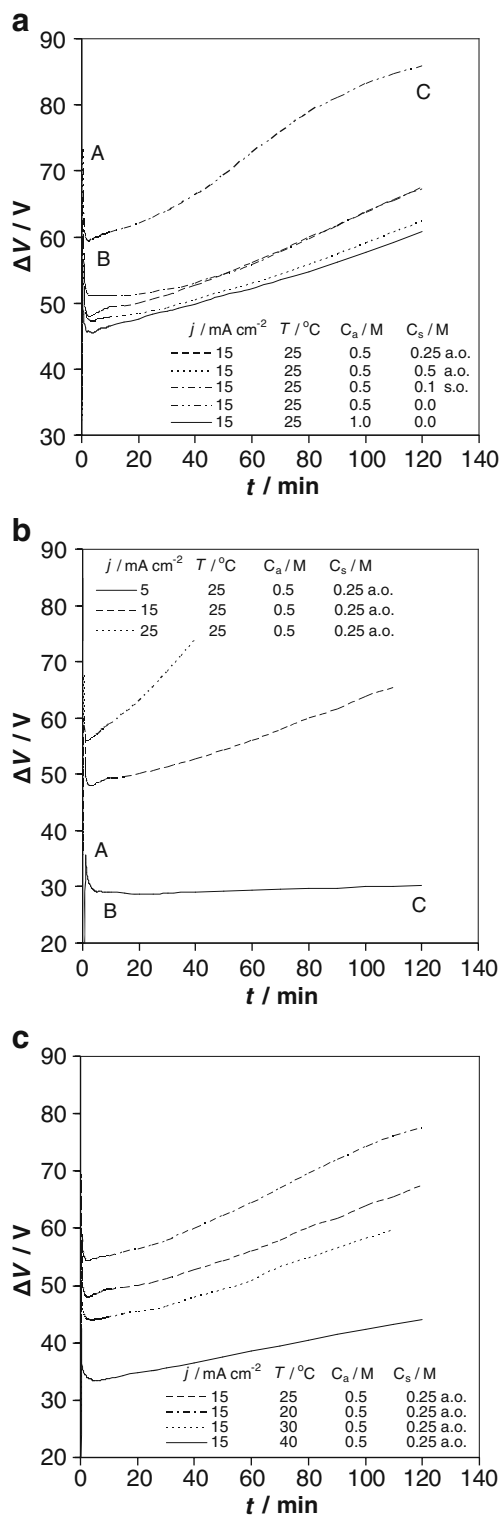 a
90
80
70
60
50
40
30
ΔV / V
A
B
C
j / mA cm-2 T / oC Ca / M Cs / M
15 25 0.5 0.25 a.o.
15 25 0.5 0.5 a.o.
15 25 0.5 0.1 s.o.
15 25 0.5 0.0
15 25 1.0 0.0
0 20 40 60 80 100 120 140
t / min
b
90
80
70
60
50
40
30
20
ΔV / V
j / mA cm-2 T / oC Ca / M Cs / M
5 25 0.5 0.25 a.o.
15 25 0.5 0.25 a.o.
25 25 0.5 0.25 a.o.
A
B
C
0 20 40 60 80 100 120 140
t / min
c
90
80
70
60
50
40
30
20
ΔV / V
j / mA cm-2 T / oC Ca / M Cs / M
15 25 0.5 0.25 a.o.
15 20 0.5 0.25 a.o.
15 30 0.5 0.25 a.o.
15 40 0.5 0.25 a.o.
0 20 40 60 80 100 120 140
t / min